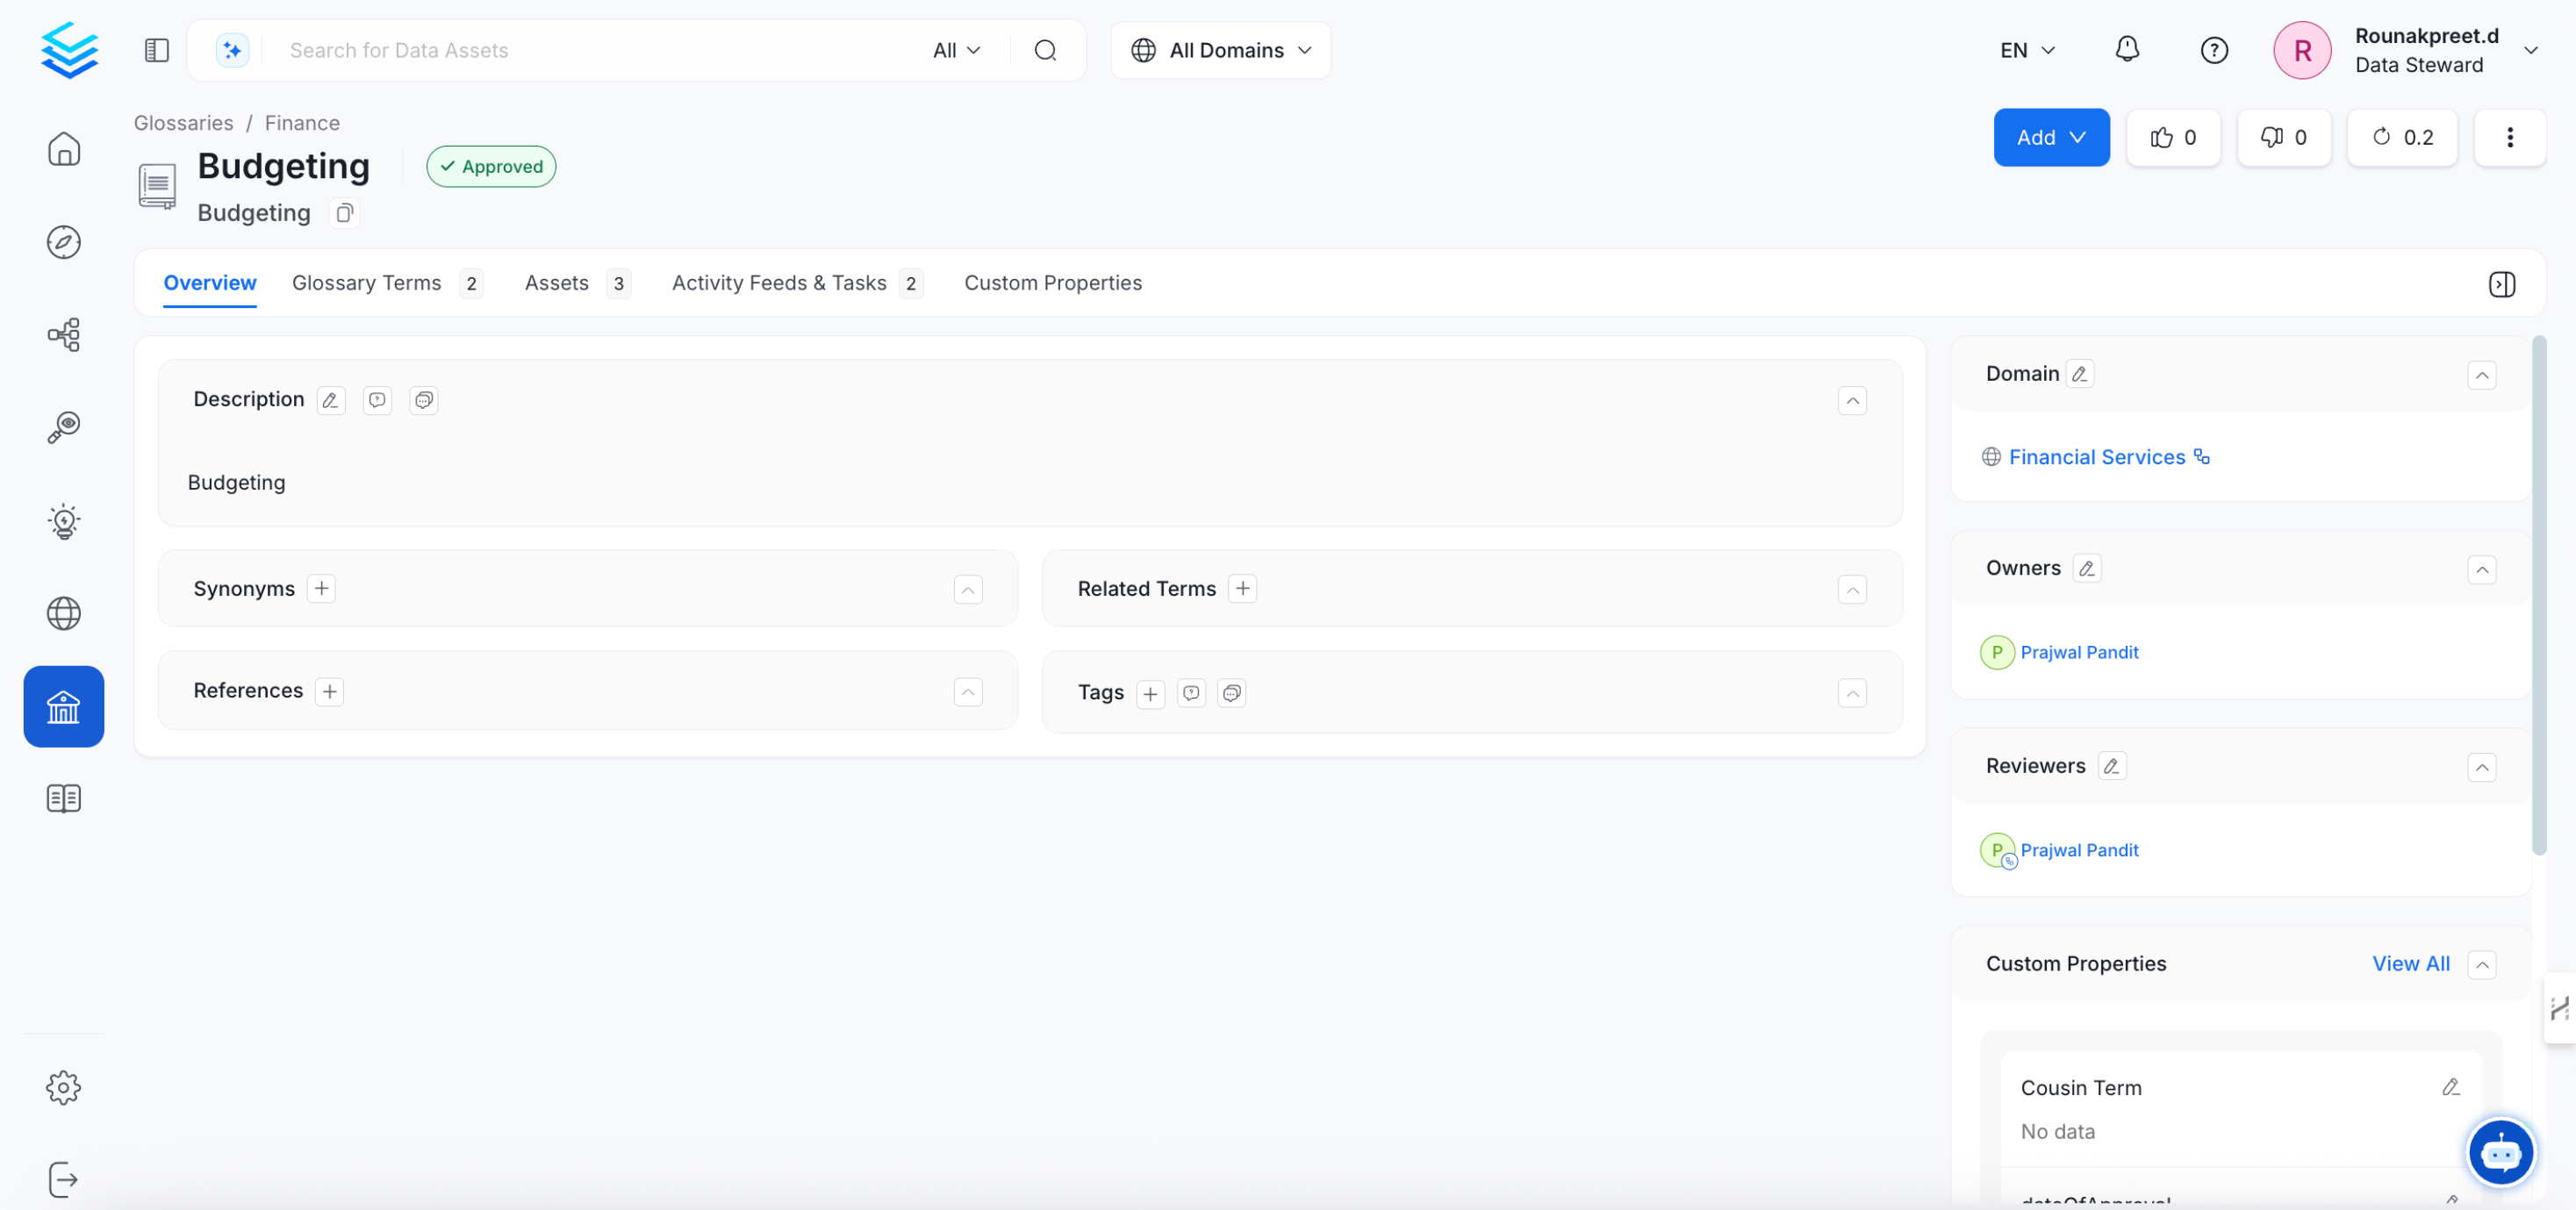 Search for Data Assets
All
All Domains
EN
R
Rounakpreet.d
Data Steward
Glossaries / Finance
Budgeting
Approved
Budgeting
Add
0
0
0.2
Overview
Glossary Terms 2
Assets 3
Activity Feeds & Tasks 2
Custom Properties
Description
Budgeting
Synonyms
Related Terms
References
Tags
Domain
Financial Services
Owners
P Prajwal Pandit
Reviewers
P Prajwal Pandit
Custom Properties
View All
Cousin Term
No data
dateOfApproval